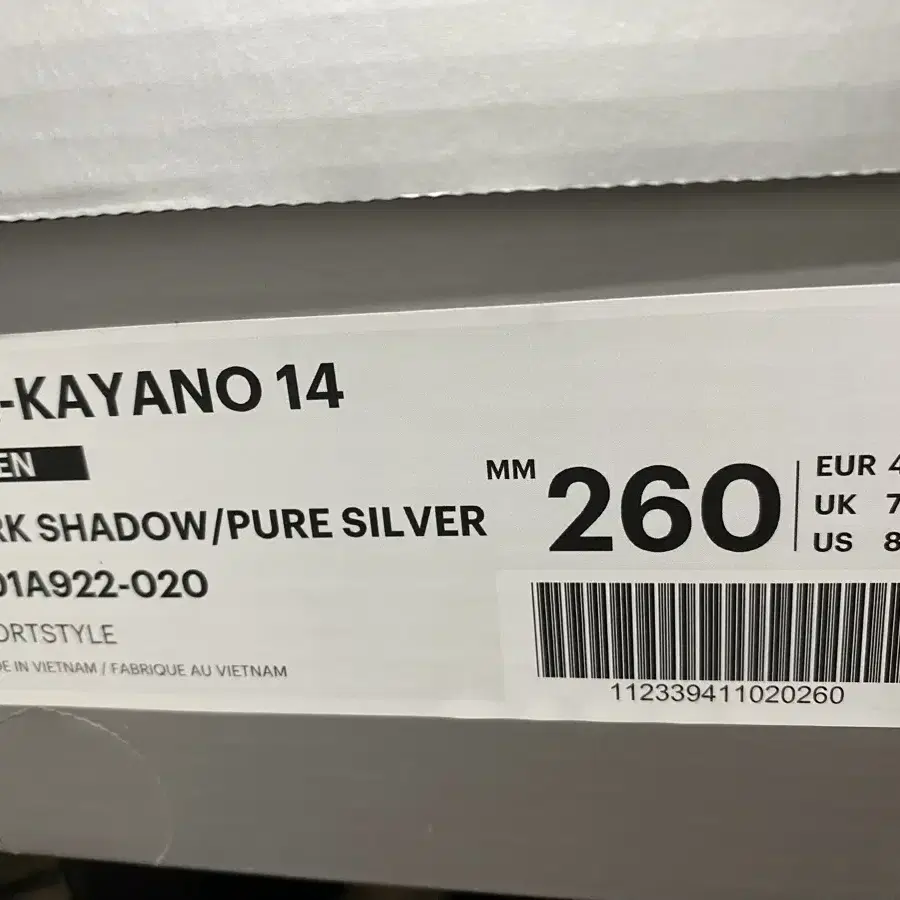 -KAYANO 14
EN
RK SHADOW/PURE SILVER
01A922-020
ORTSTYLE
DE IN VIETNAM / FABRIQUE AU VIETNAM
MM 260
EUR 4
UK 7
US 8
112339411020260